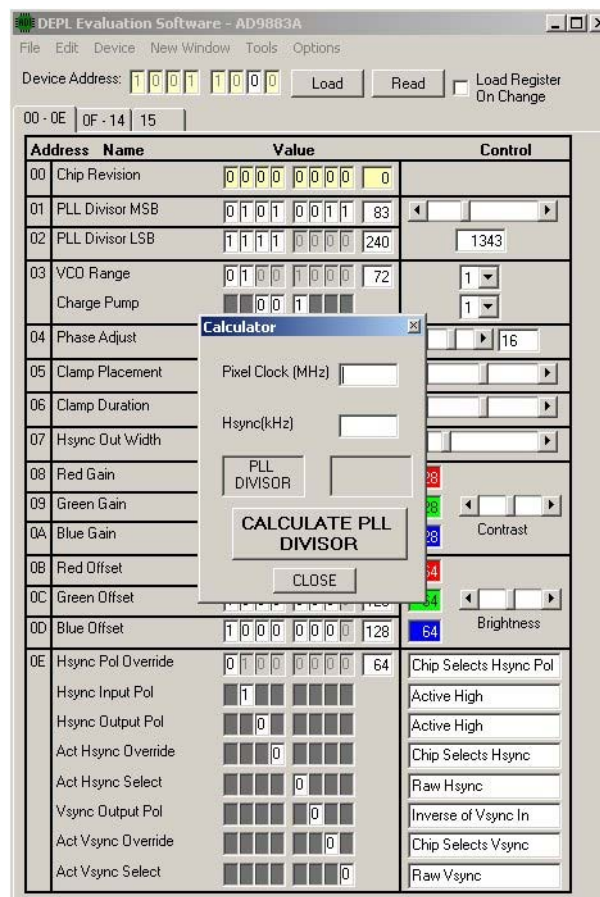 DEPL Evaluation Software - AD9883A
File Edit Device New Window Tools Options
Device Address: 1 0 0 1 1 0 0 0 Load Read Load Register On Change
00 - 0E 0F - 14 15
Address Name Value Control
00 Chip Revision 0 0 0 0 0 0 0 0 0
01 PLL Divisor MSB 0 1 0 1 0 0 1 1 83
02 PLL Divisor LSB 1 1 1 1 0 0 0 0 240 1343
03 VCO Range 0 1 0 0 1 0 0 0 72 1
Charge Pump 0 0 1 1
04 Phase Adjust 16
05 Clamp Placement
06 Clamp Duration
07 Hsync Out Width
08 Red Gain 28
09 Green Gain 28
0A Blue Gain 28 Contrast
0B Red Offset 64
0C Green Offset 64
0D Blue Offset 1 0 0 0 0 0 0 0 128 64 Brightness
0E Hsync Pol Override 0 1 0 0 0 0 0 0 64 Chip Selects Hsync Pol
Hsync Input Pol 1 Active High
Hsync Output Pol 0 Active High
Act Hsync Override 0 Chip Selects Hsync
Act Hsync Select 0 Raw Hsync
Vsync Output Pol 0 Inverse of Vsync In
Act Vsync Override 0 Chip Selects Vsync
Act Vsync Select 0 Raw Vsync
Calculator
Pixel Clock (MHz)
Hsync(kHz)
PLL
DIVISOR
CALCULATE PLL
DIVISOR
CLOSE